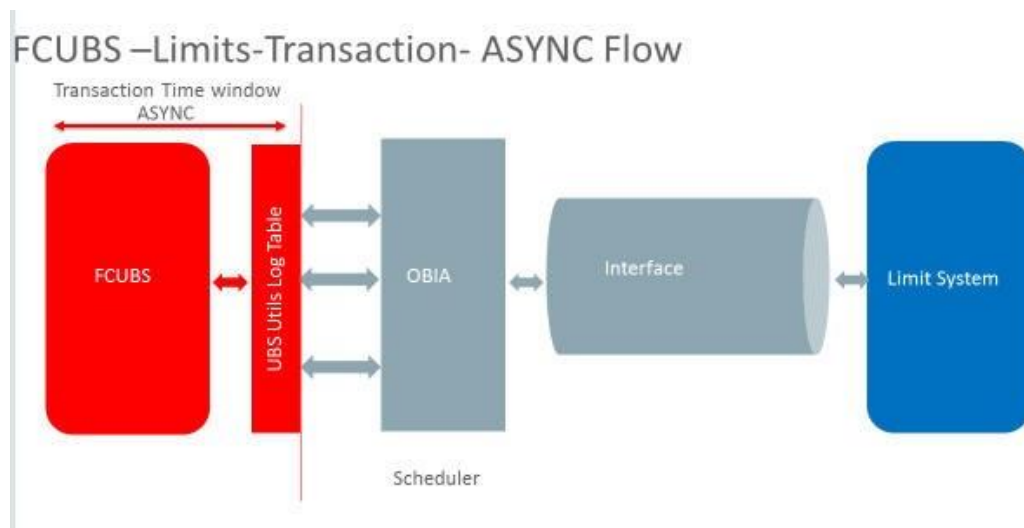 FCUBS –Limits-Transaction- ASYNC Flow
Transaction Time window
ASYNC
FCUBS
UBS Utils Log Table
OBIA
Interface
Limit System
Scheduler